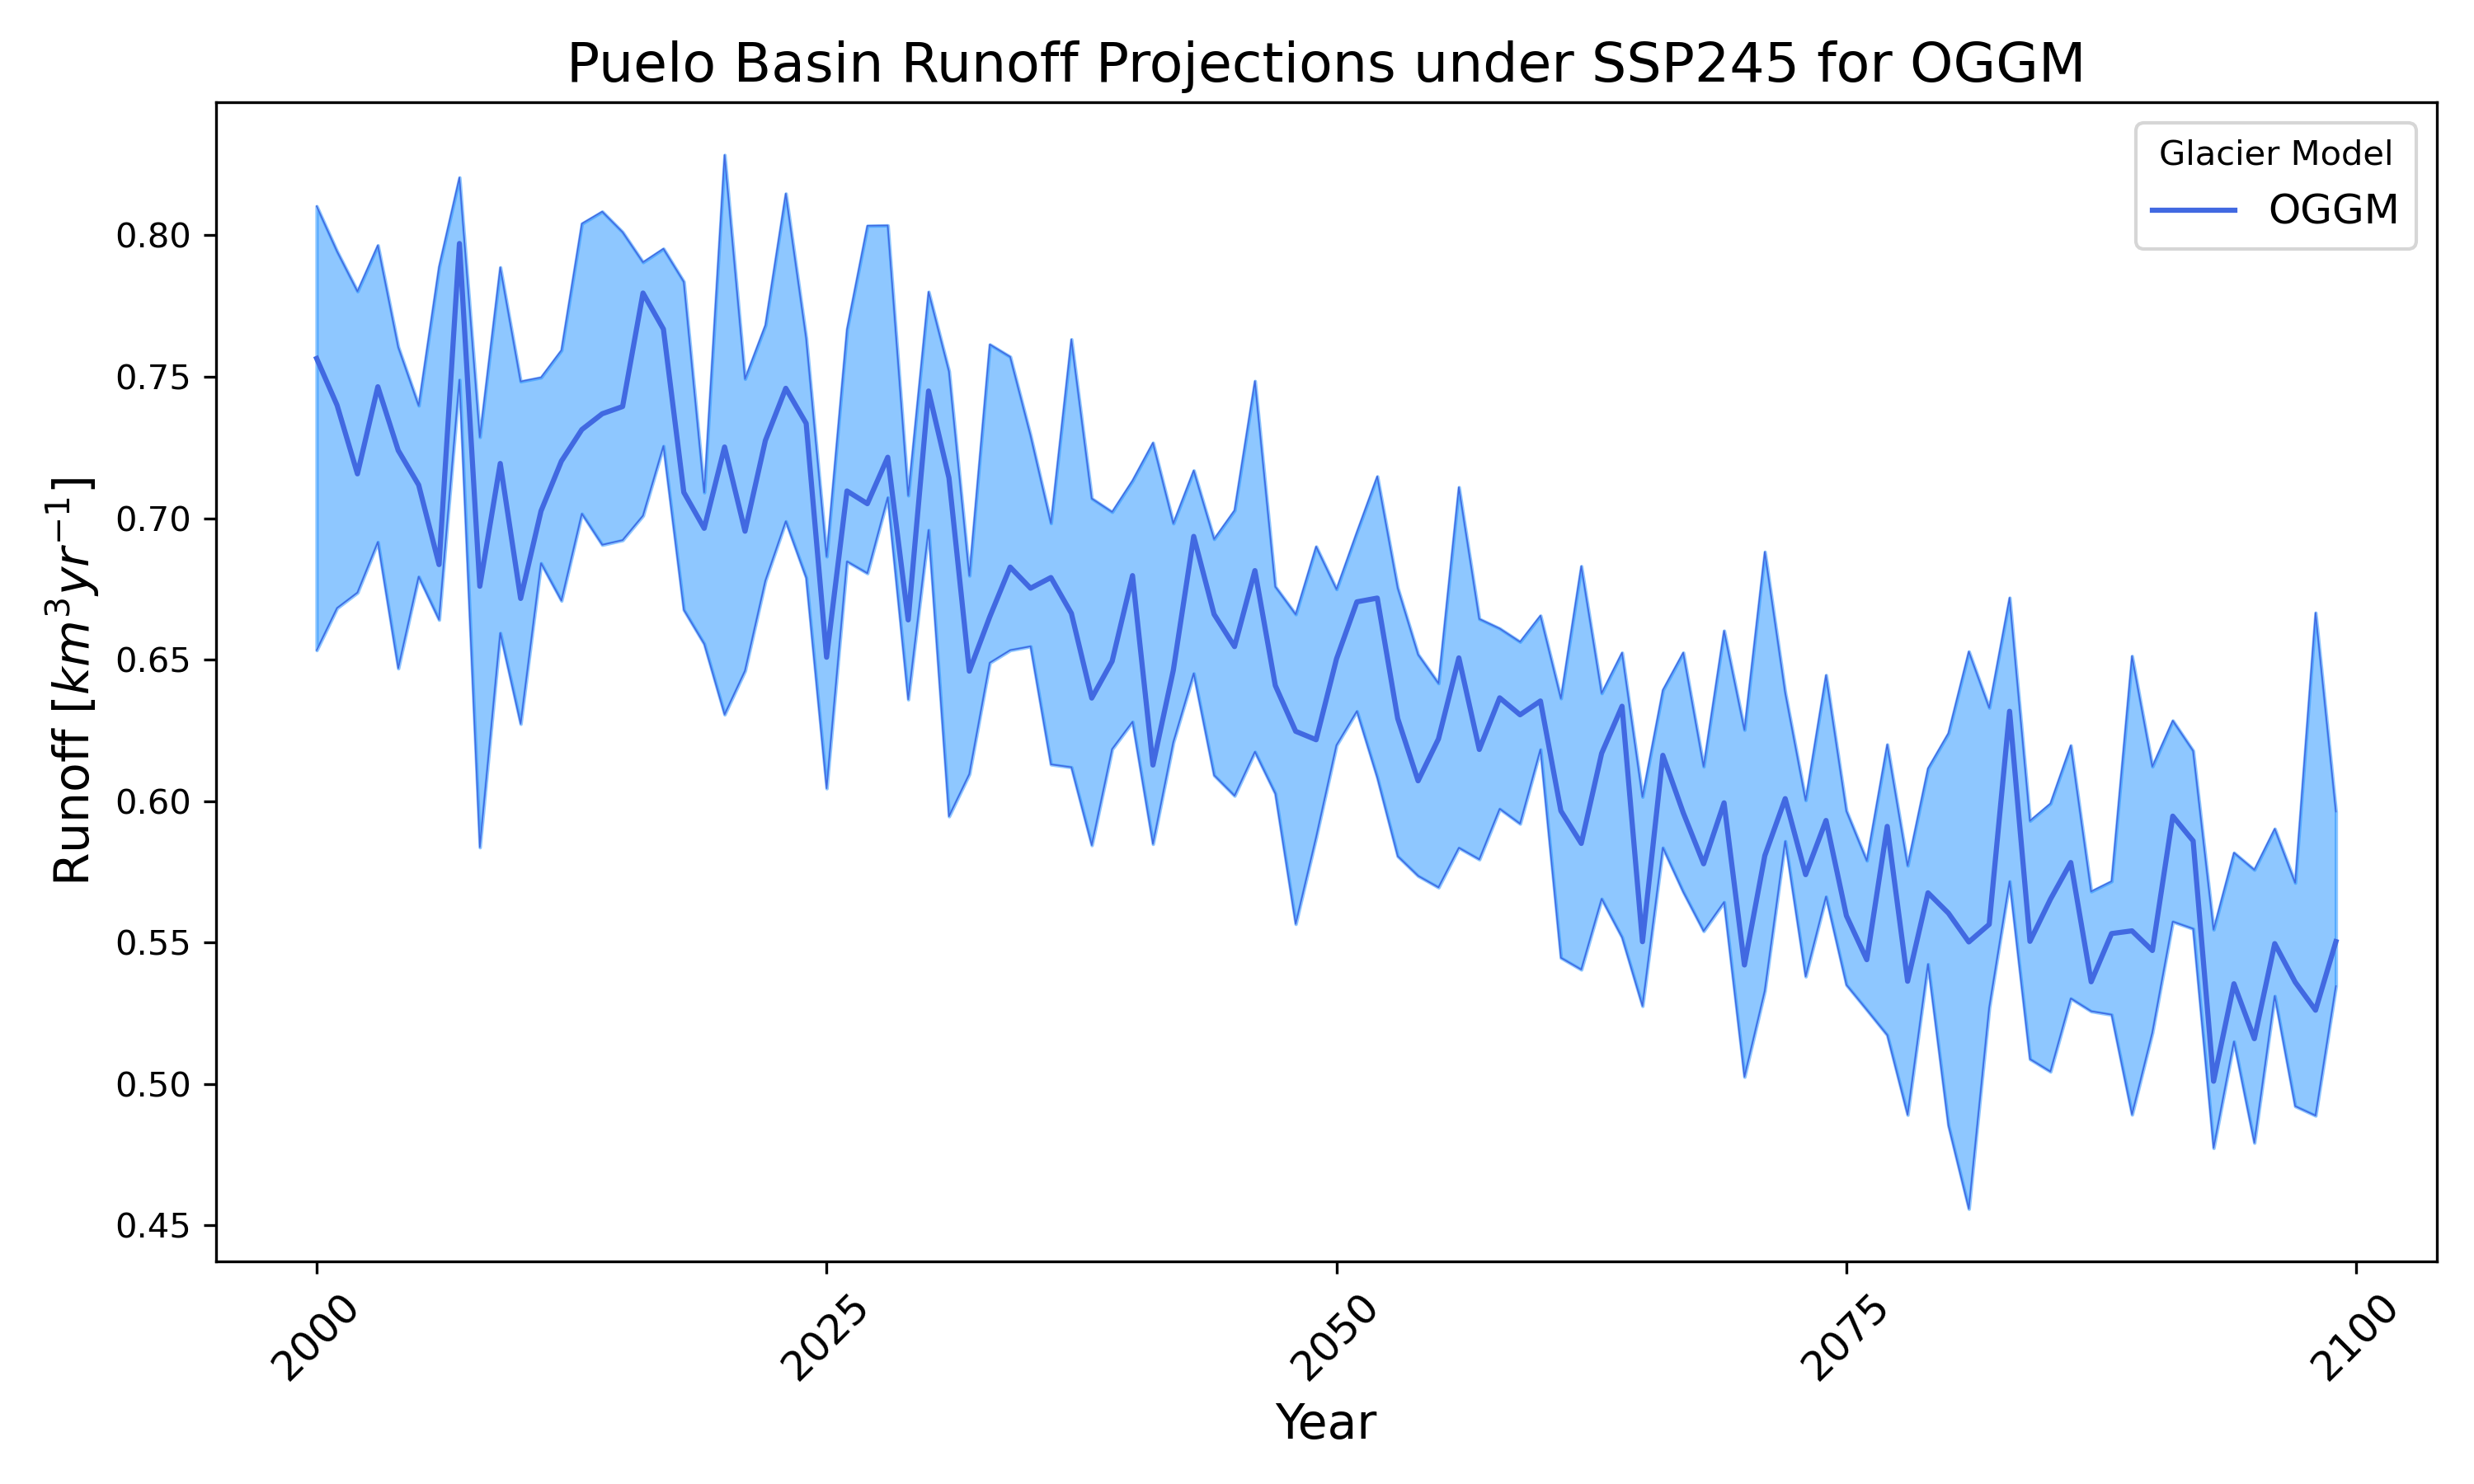 Puelo Basin Runoff Projections under SSP245 for OGGM
Glacier Model
OGGM
0.80
0.75
0.70
0.65
0.60
0.55
0.50
0.45
Runoff [km³yr⁻¹]
2000
2025
2050
2075
2100
Year